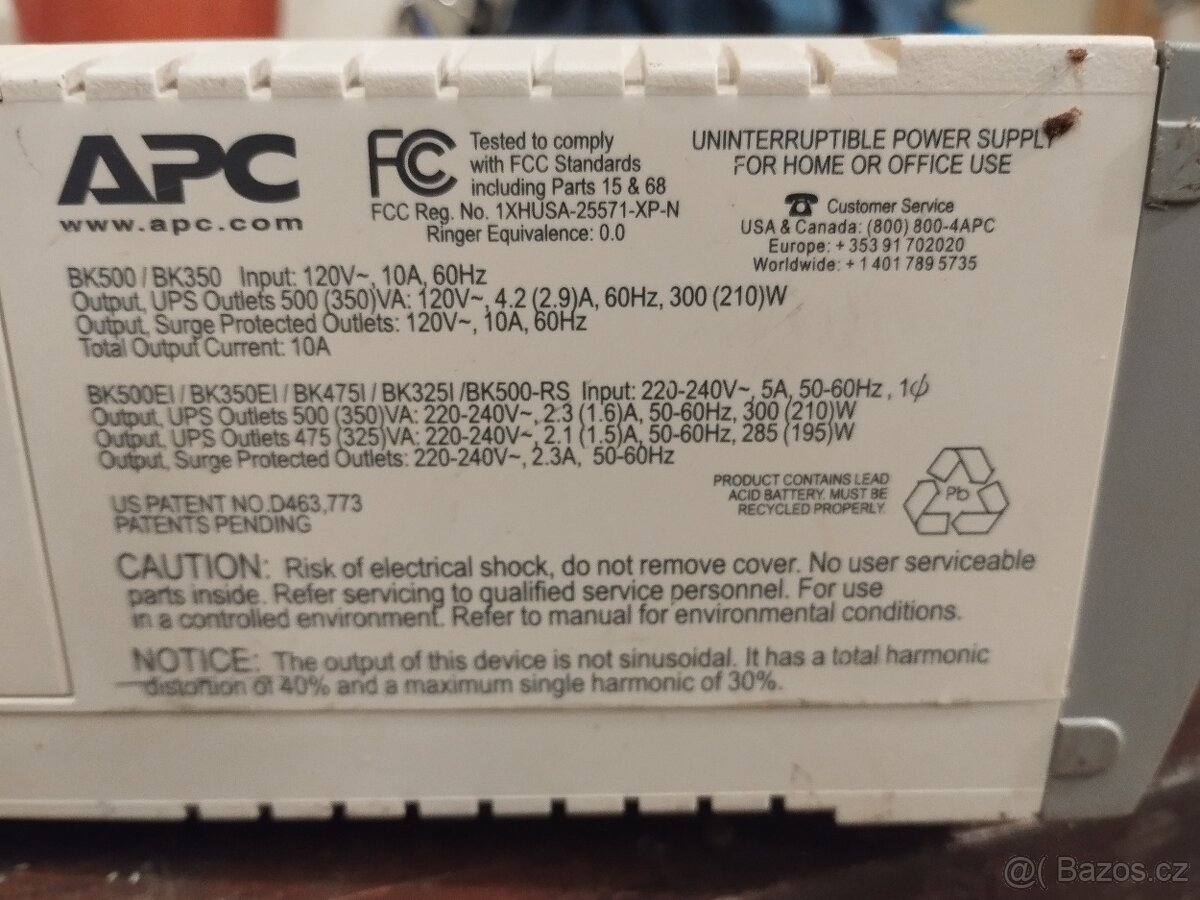 APC
www.apc.com
FCC
Tested to comply
with FCC Standards
including Parts 15 & 68
FCC Reg. No. 1XHUSA-25571-XP-N
Ringer Equivalence: 0.0
UNINTERRUPTIBLE POWER SUPPLY
FOR HOME OR OFFICE USE
Customer Service
USA & Canada: (800) 800-4APC
Europe: + 353 91 702020
Worldwide: + 1 401 789 5735
BK500 / BK350 Input: 120V~, 10A, 60Hz
Output, UPS Outlets 500 (350)VA: 120V~, 4.2 (2.9)A, 60Hz, 300 (210)W
Output, Surge Protected Outlets: 120V~, 10A, 60Hz
Total Output Current: 10A
BK500EI / BK350EI / BK475I / BK325I /BK500-RS Input: 220-240V~, 5A, 50-60Hz , 1ϕ
Output, UPS Outlets 500 (350)VA: 220-240V~, 2.3 (1.6)A, 50-60Hz, 300 (210)W
Output, UPS Outlets 475 (325)VA: 220-240V~, 2.1 (1.5)A, 50-60Hz, 285 (195)W
Output, Surge Protected Outlets: 220-240V~, 2.3A, 50-60Hz
US PATENT NO.D463,773
PATENTS PENDING
PRODUCT CONTAINS LEAD
ACID BATTERY. MUST BE
RECYCLED PROPERLY.
Pb
CAUTION: Risk of electrical shock, do not remove cover. No user serviceable
parts inside. Refer servicing to qualified service personnel. For use
in a controlled environment. Refer to manual for environmental conditions.
NOTICE: The output of this device is not sinusoidal. It has a total harmonic
distortion of 40% and a maximum single harmonic of 30%.
@( Bazos.cz